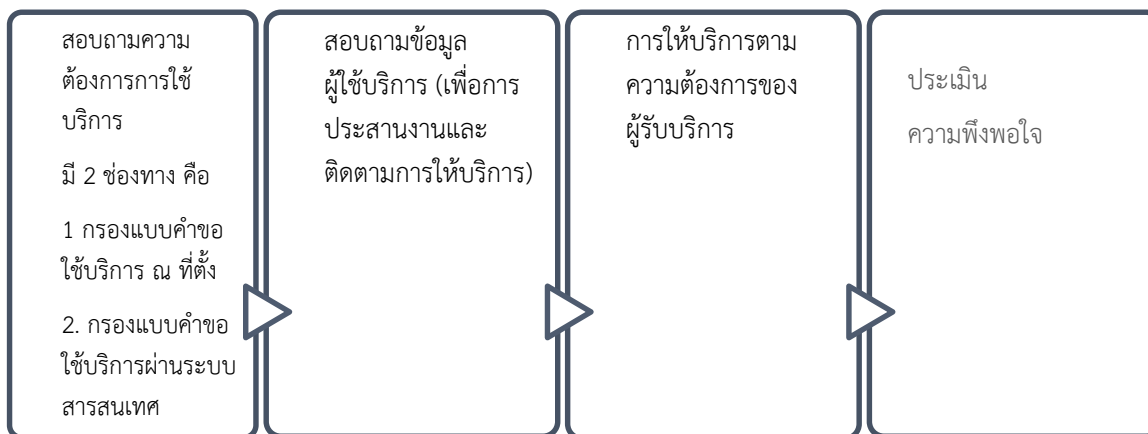 สอบถามความ
ต้องการการใช้
บริการ
มี 2 ช่องทาง คือ
1 กรองแบบคำขอ
ใช้บริการ ณ ที่ตั้ง
2. กรองแบบคำขอ
ใช้บริการผ่านระบบ
สารสนเทศ
สอบถามข้อมูล
ผู้ใช้บริการ (เพื่อการ
ประสานงานและ
ติดตามการให้บริการ)
การให้บริการตาม
ความต้องการของ
ผู้รับบริการ
ประเมิน
ความพึงพอใจ